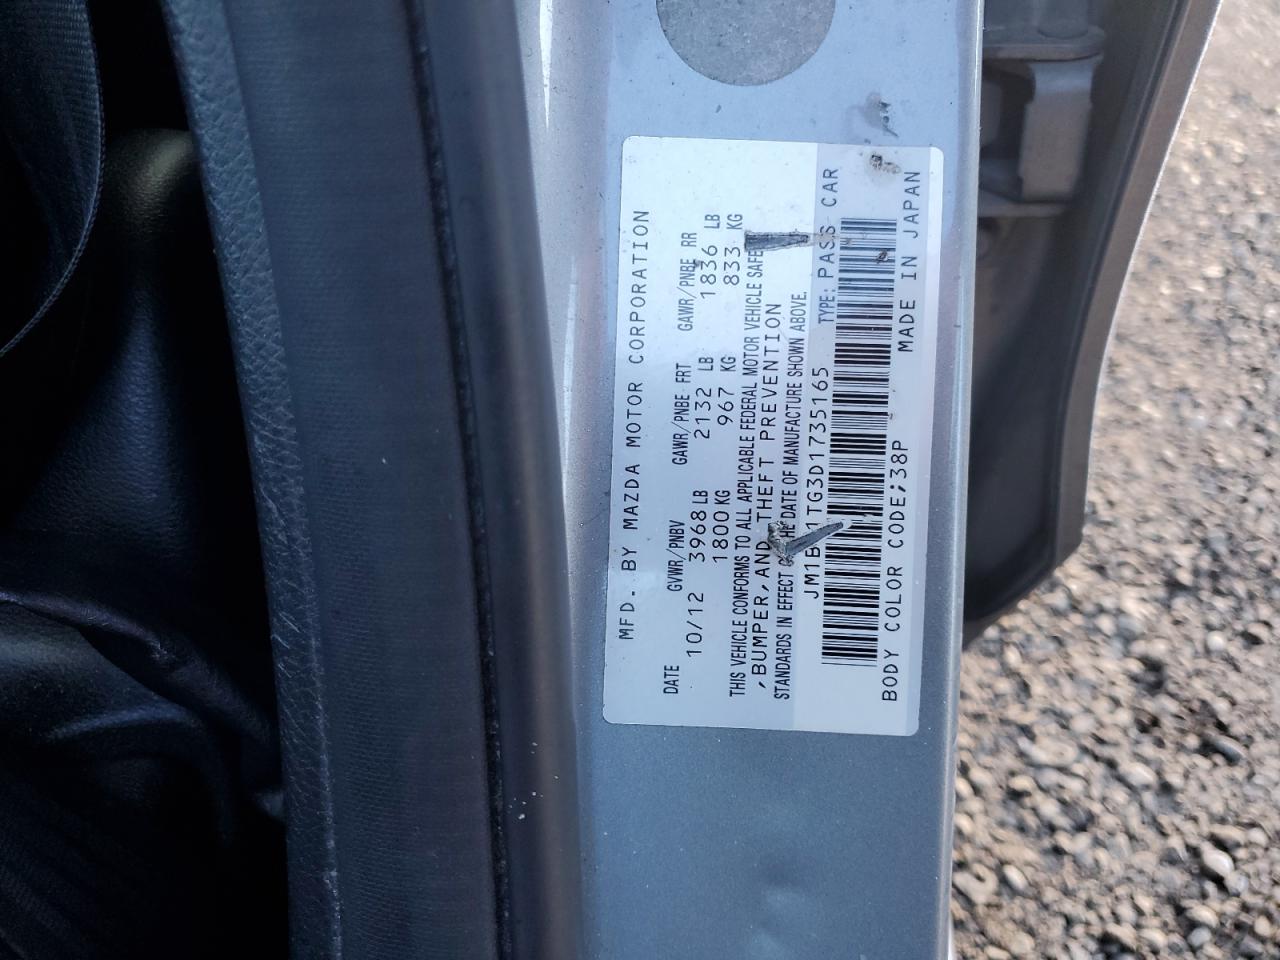 MFD. BY MAZDA MOTOR CORPORATION
DATE GVWR/PNBV GAWR/PNBE FRT GAWR/PNBE RR
10/12 3968 LB 2132 LB 1836 LB
1800 KG 967 KG 833 KG
THIS VEHICLE CONFORMS TO ALL APPLICABLE FEDERAL MOTOR VEHICLE SAFE
,BUMPER,AND THEFT PREVENTION
STANDARDS IN EFFECT DATE OF MANUFACTURE SHOWN ABOVE.
1TG3D1735165 TYPE: PASS CAR
BODY COLOR CODE;38P MADE IN JAPAN